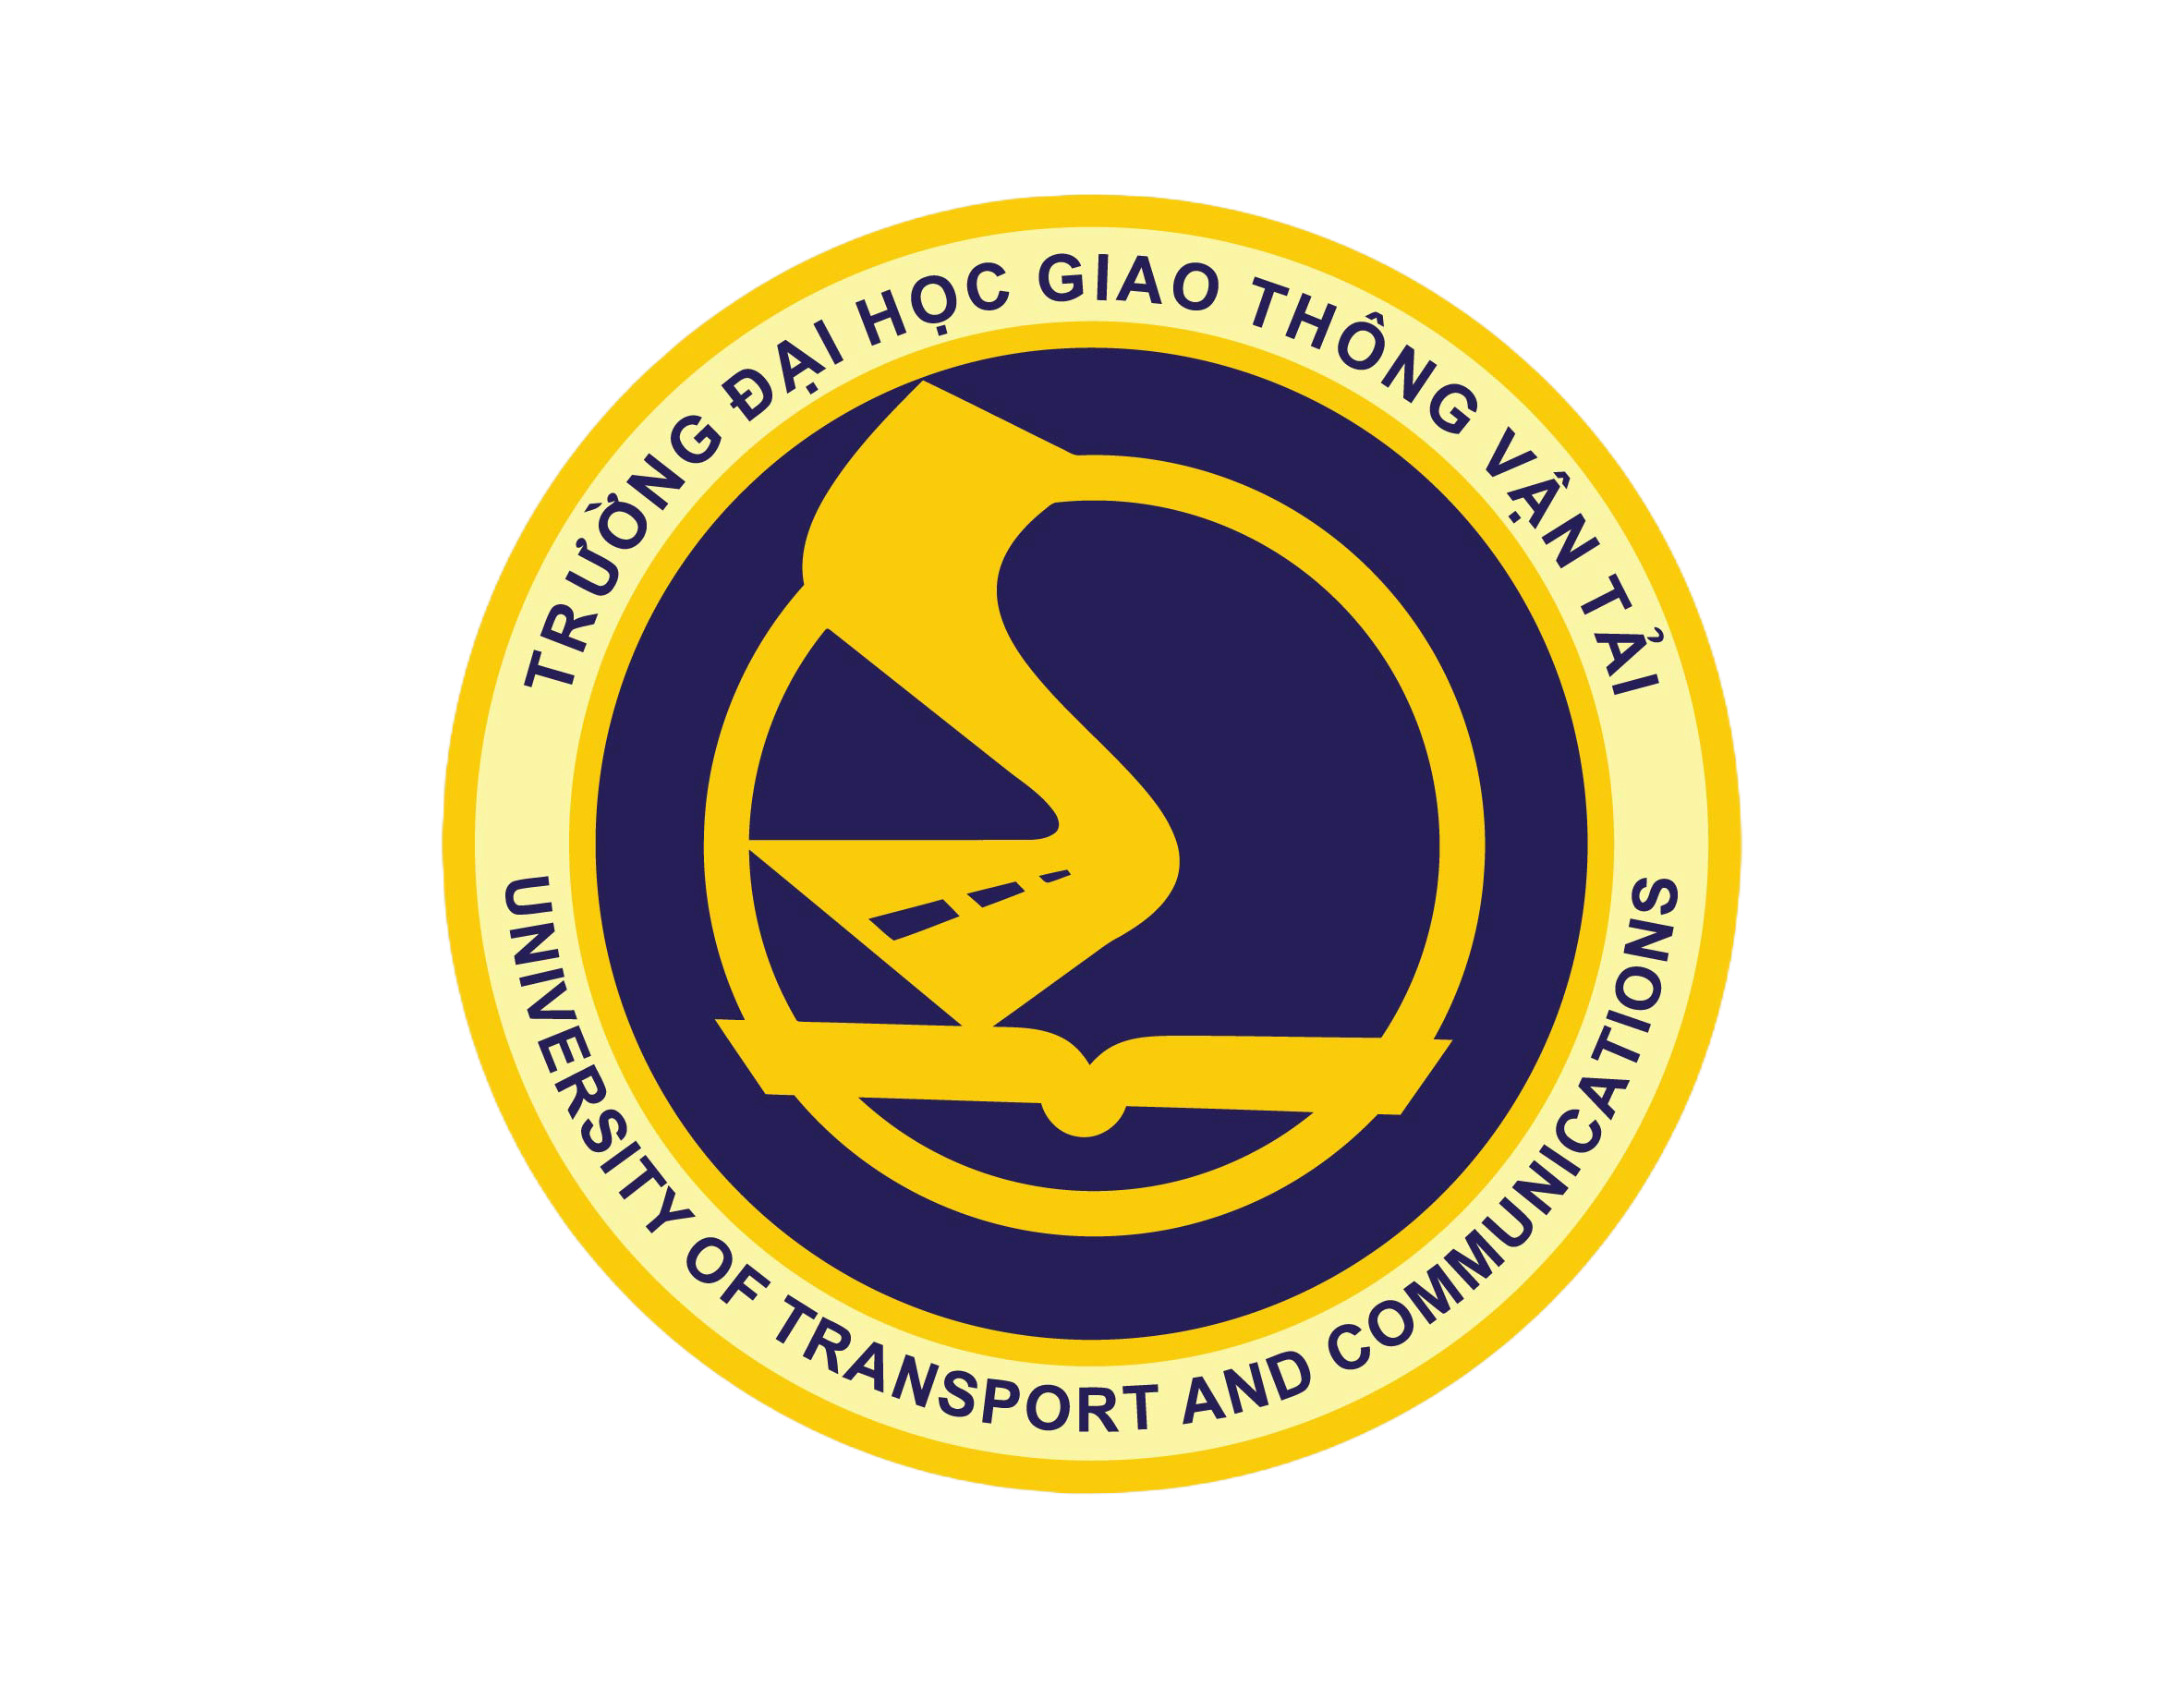 TRƯỜNG ĐẠI HỌC GIAO THÔNG VẬN TẢI
UNIVERSITY OF TRANSPORT AND COMMUNICATIONS